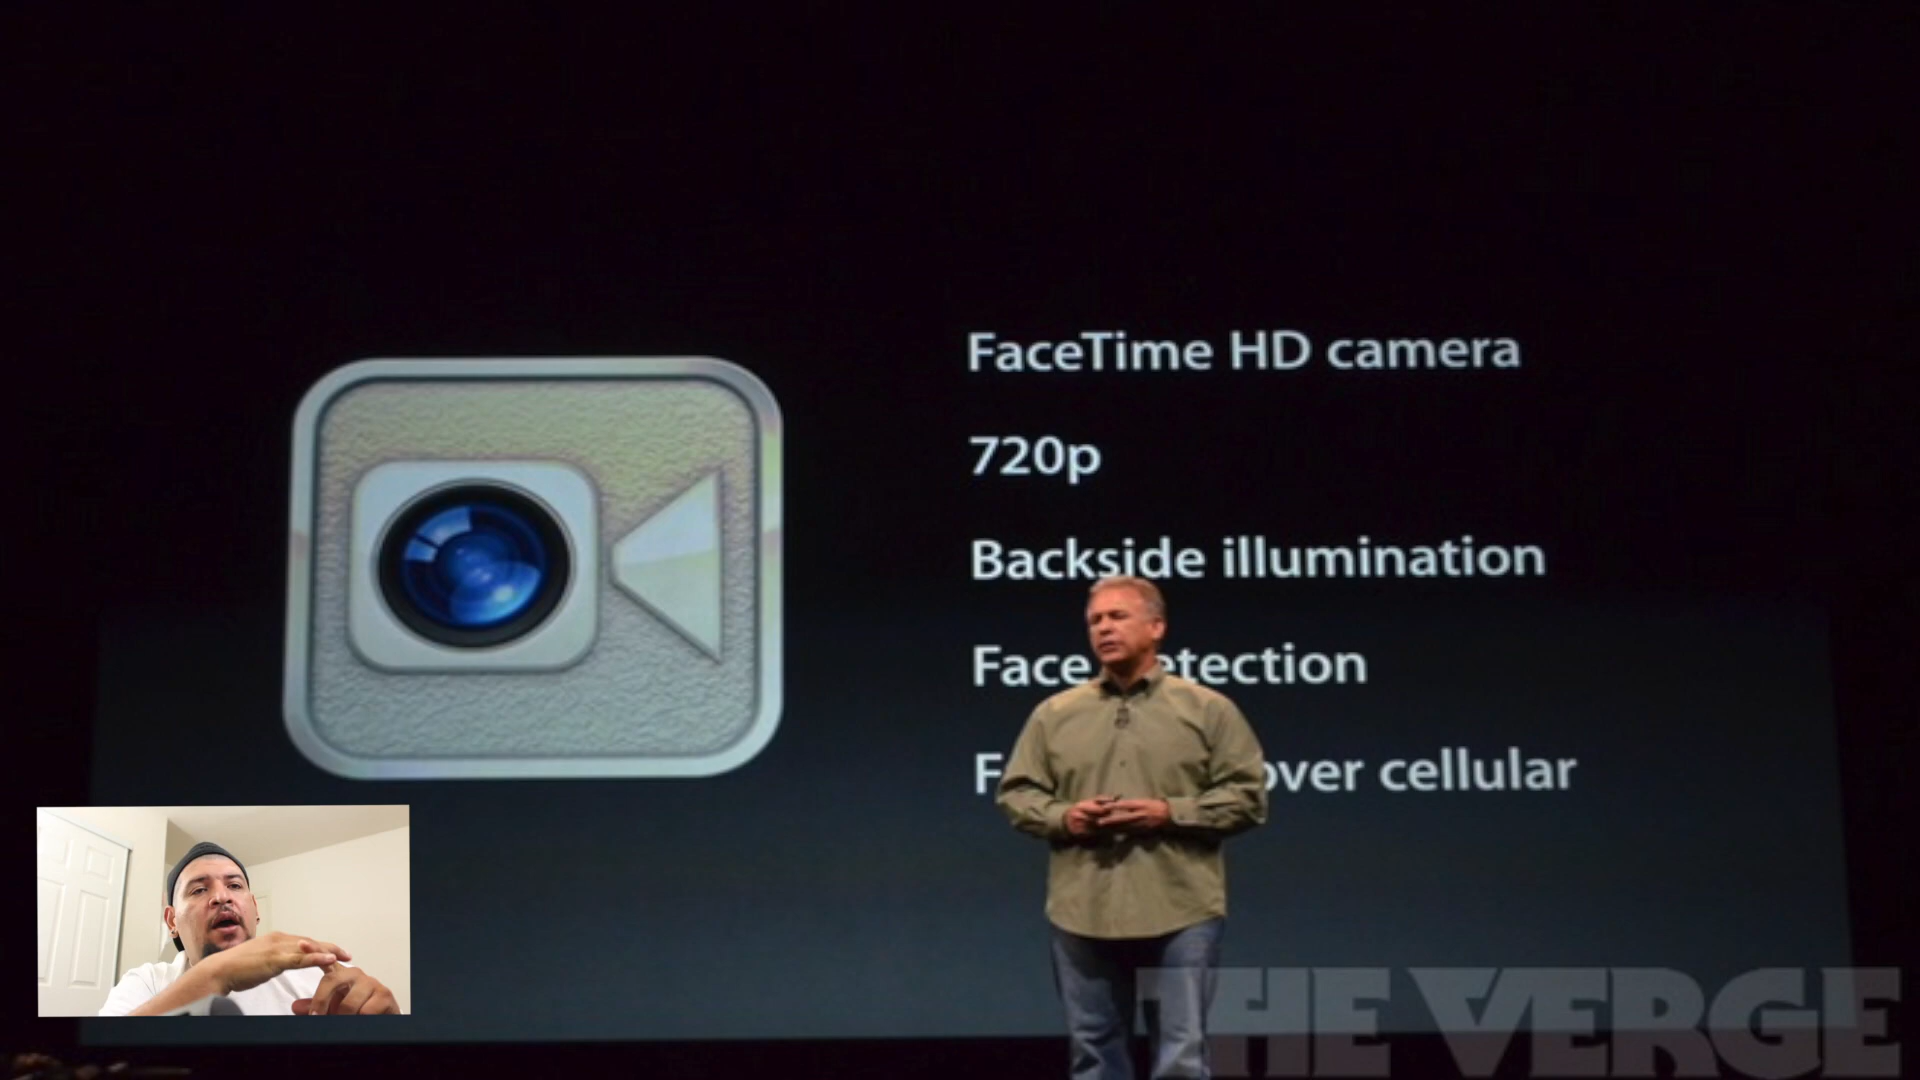 FaceTime HD camera
720p
Backside illumination
Face etection
F over cellular
THE VERGE